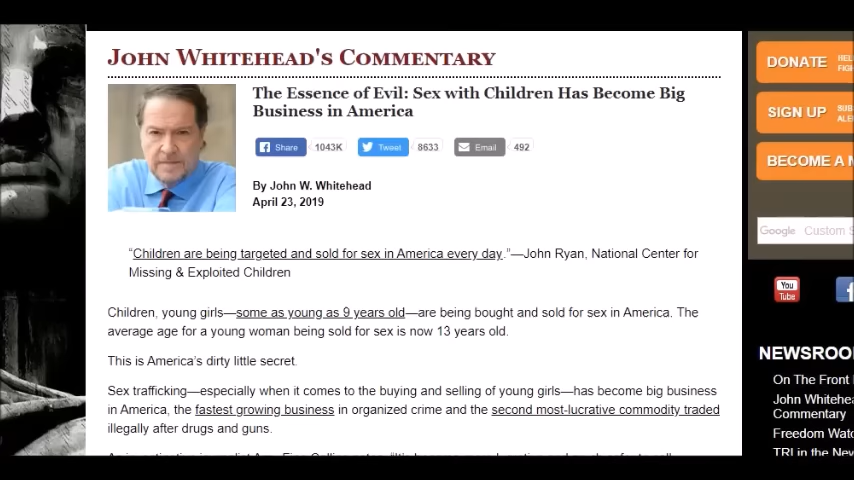 JOHN WHITEHEAD'S COMMENTARY
The Essence of Evil: Sex with Children Has Become Big
Business in America
Share 1043K Tweet 8633 Email 492
By John W. Whitehead
April 23, 2019
"Children are being targeted and sold for sex in America every day."—John Ryan, National Center for
Missing & Exploited Children
Children, young girls—some as young as 9 years old—are being bought and sold for sex in America. The
average age for a young woman being sold for sex is now 13 years old.
This is America's dirty little secret.
Sex trafficking—especially when it comes to the buying and selling of young girls—has become big business
in America, the fastest growing business in organized crime and the second most-lucrative commodity traded
illegally after drugs and guns.
DONATE
SIGN UP
BECOME A
Google Custom
You
Tube
NEWSROO
On The Front
John Whitehea
Commentary
Freedom Watc
TRI in the New